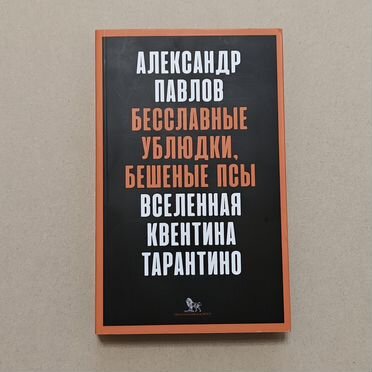 АЛЕКСАНДР
ПАВЛОВ
БЕССЛАВНЫЕ
УБЛЮДКИ,
БЕШЕНЫЕ ПСЫ
ВСЕЛЕННАЯ
КВЕНТИНА
ТАРАНТИНО